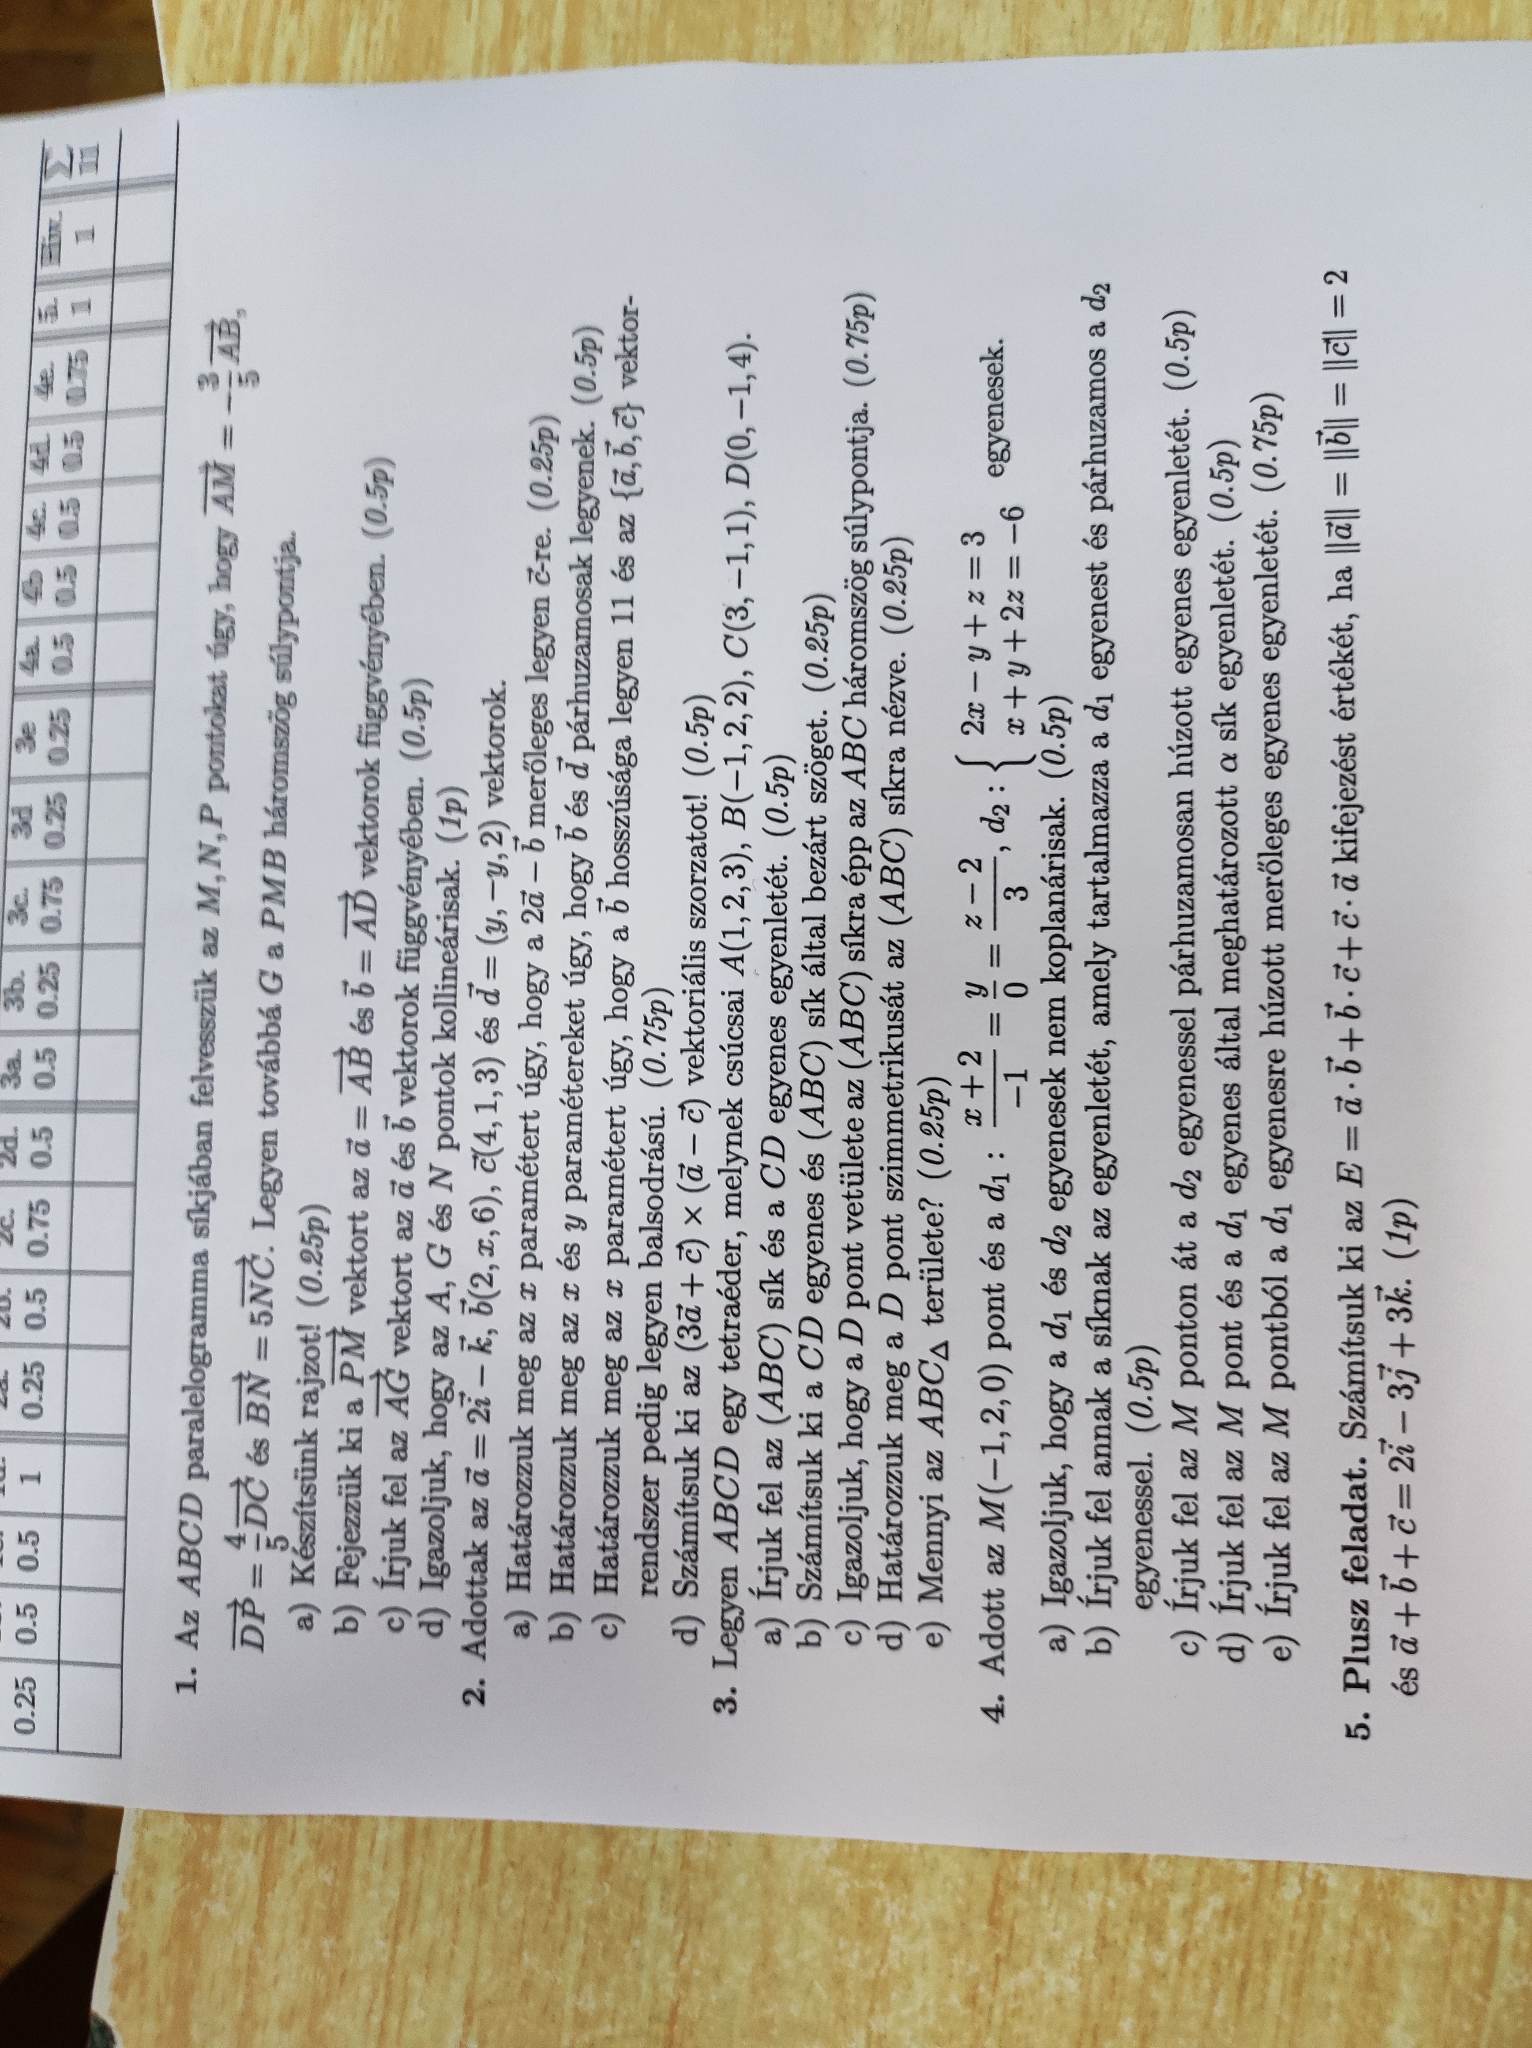 2d. 3a. 3b. 3c. 3d 3e 4a. 4b 4c. 4d. 4e. 5. Hiv. ∑
0.25 0.5 0.5 1 0.25 0.5 0.75 0.5 0.5 0.25 0.75 0.25 0.25 0.5 0.5 0.5 0.5 0.75 1 1 11
1. Az ABCD paralelogramma síkjában felvesszük az M, N, P pontokat úgy, hogy $\overrightarrow{AM} = -\frac{3}{5}\overrightarrow{AB}$,
$\overrightarrow{DP} = \frac{4}{5}\overrightarrow{DC}$ és $\overrightarrow{BN} = 5\overrightarrow{NC}$. Legyen továbbá G a PMB háromszög súlypontja.
a) Készítsünk rajzot! (0.25p)
b) Fejezzük ki a $\overrightarrow{PM}$ vektort az $\vec{a} = \overrightarrow{AB}$ és $\vec{b} = \overrightarrow{AD}$ vektorok függvényében. (0.5p)
c) Írjuk fel az $\overrightarrow{AG}$ vektort az $\vec{a}$ és $\vec{b}$ vektorok függvényében. (0.5p)
d) Igazoljuk, hogy az A, G és N pontok kollineárisak. (1p)
2. Adottak az $\vec{a} = 2\vec{i} - \vec{k}$, $\vec{b}(2, x, 6)$, $\vec{c}(4, 1, 3)$ és $\vec{d} = (y, -y, 2)$ vektorok.
a) Határozzuk meg az x paramétert úgy, hogy a $2\vec{a} - \vec{b}$ merőleges legyen $\vec{c}$-re. (0.25p)
b) Határozzuk meg az x és y paramétereket úgy, hogy $\vec{b}$ és $\vec{d}$ párhuzamosak legyenek. (0.5p)
c) Határozzuk meg az x paramétert úgy, hogy a $\vec{b}$ hosszúsága legyen 11 és az $\{\vec{a}, \vec{b}, \vec{c}\}$ vektor-
rendszer pedig legyen balsodrású. (0.75p)
d) Számítsuk ki az $(3\vec{a} + \vec{c}) \times (\vec{a} - \vec{c})$ vektoriális szorzatot! (0.5p)
3. Legyen ABCD egy tetraéder, melynek csúcsai A(1, 2, 3), B(−1, 2, 2), C(3, −1, 1), D(0, −1, 4).
a) Írjuk fel az (ABC) sík és a CD egyenes egyenletét. (0.5p)
b) Számítsuk ki a CD egyenes és (ABC) sík által bezárt szöget. (0.25p)
c) Igazoljuk, hogy a D pont vetülete az (ABC) síkra épp az ABC háromszög súlypontja. (0.75p)
d) Határozzuk meg a D pont szimmetrikusát az (ABC) síkra nézve. (0.25p)
e) Mennyi az $ABC_\triangle$ területe? (0.25p)
4. Adott az M(−1, 2, 0) pont és a $d_1 : \frac{x+2}{-1} = \frac{y}{0} = \frac{z-2}{3}$, $d_2 : \begin{cases} 2x - y + z = 3 \\ x + y + 2z = -6 \end{cases}$ egyenesek.
a) Igazoljuk, hogy a $d_1$ és $d_2$ egyenesek nem koplanárisak. (0.5p)
b) Írjuk fel annak a síknak az egyenletét, amely tartalmazza a $d_1$ egyenest és párhuzamos a $d_2$
egyenessel. (0.5p)
c) Írjuk fel az M ponton át a $d_2$ egyenessel párhuzamosan húzott egyenes egyenletét. (0.5p)
d) Írjuk fel az M pont és a $d_1$ egyenes által meghatározott α sík egyenletét. (0.5p)
e) Írjuk fel az M pontból a $d_1$ egyenesre húzott merőleges egyenes egyenletét. (0.75p)
5. Plusz feladat. Számítsuk ki az $E = \vec{a} \cdot \vec{b} + \vec{b} \cdot \vec{c} + \vec{c} \cdot \vec{a}$ kifejezést értékét, ha $||\vec{a}|| = ||\vec{b}|| = ||\vec{c}|| = 2$
és $\vec{a} + \vec{b} + \vec{c} = 2\vec{i} - 3\vec{j} + 3\vec{k}$. (1p)